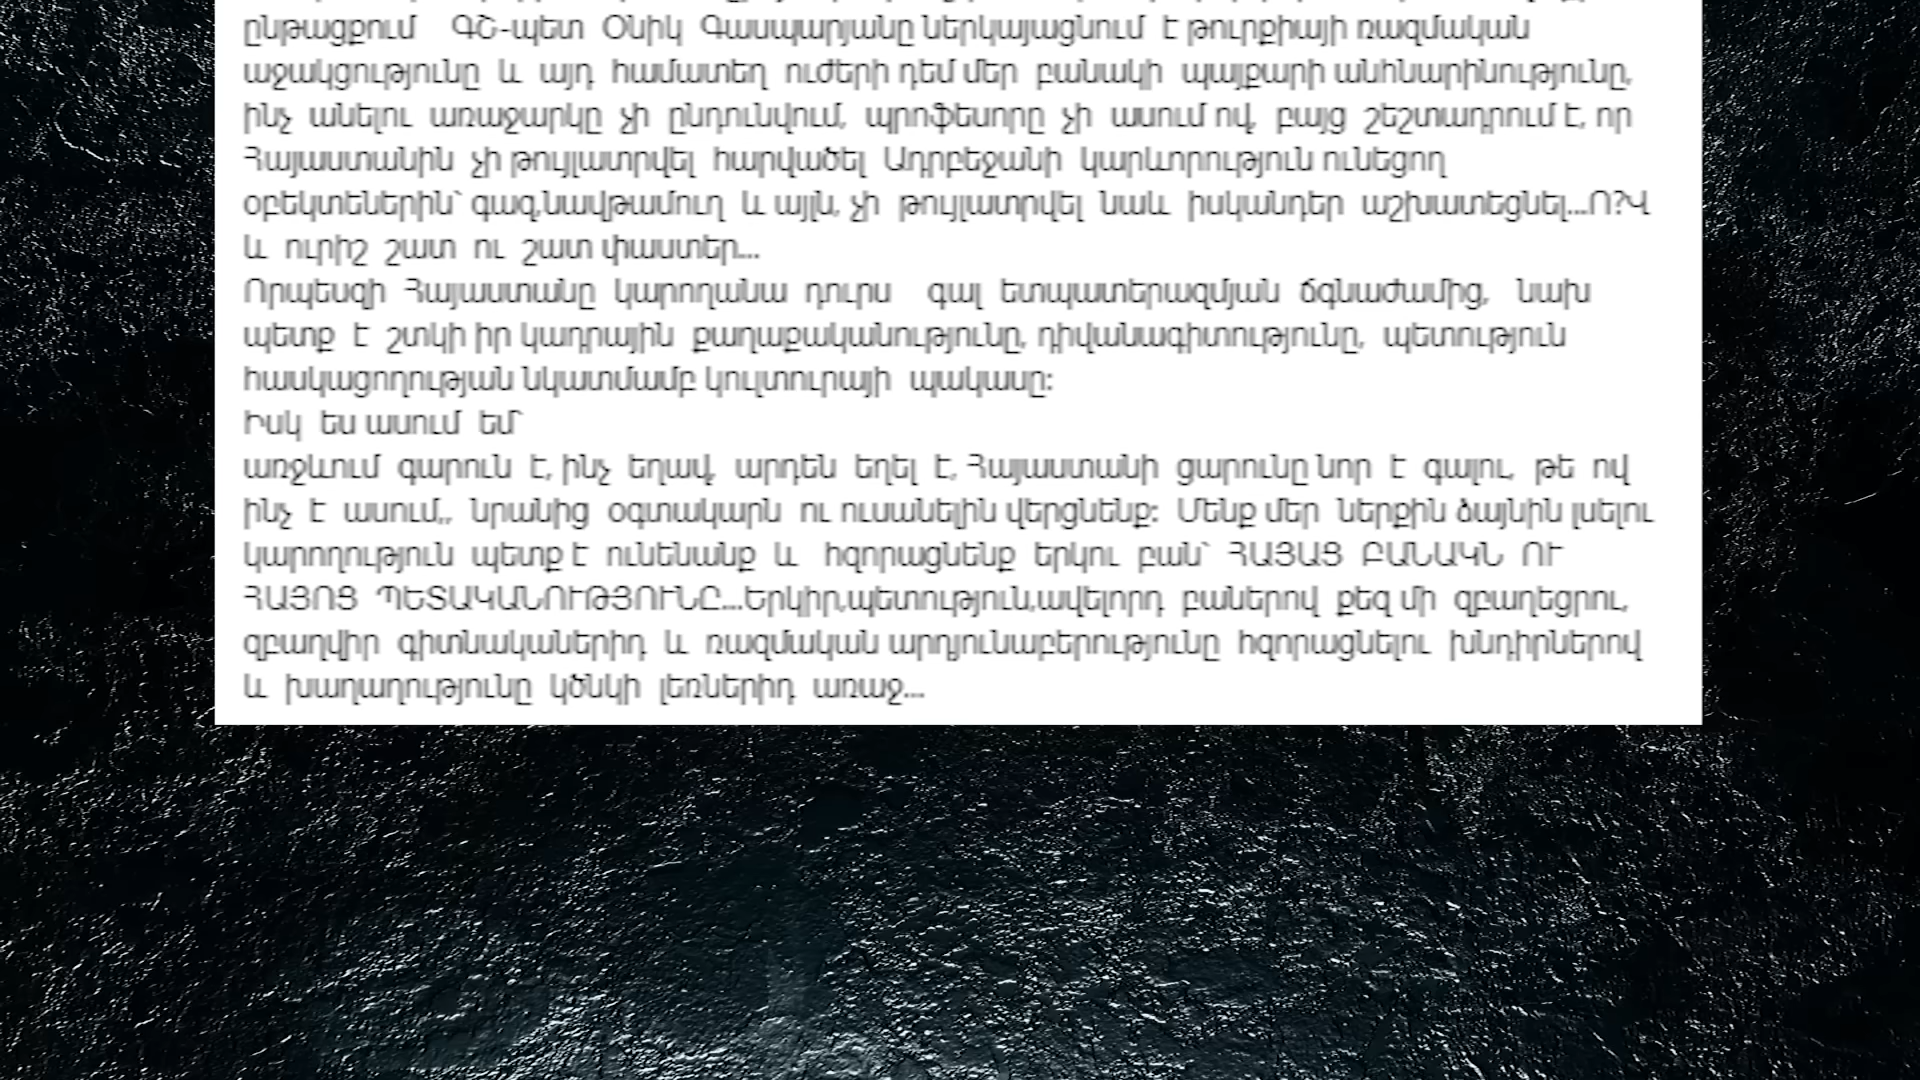 ընթացքում ԳՇ-պետ Օնիկ Գասպարյանը ներկայացնում է թուրքիայի ռազմական
աջակցությունը և այդ համատեղ ուժերի դեմ մեր բանակի պայքարի անհնարինությունը,
ինչ անելու առաջարկը չի ընդունվում, պրոֆեսորը չի ասում ով, բայց շեշտադրում է, որ
Հայաստանին չի թույլատրվել հարվածել Ադրբեջանի կարևորություն ունեցող
օբեկտեներին՝ գազ,նավթամուղ և այլն, չի թույլատրվել նաև իսկանդեր աշխատեցնել...Ո?Վ
և ուրիշ շատ ու շատ փաստեր...
Որպեսզի Հայաստանը կարողանա դուրս գալ ետպատերազմյան ճգնաժամից, նախ
պետք է շտկի իր կադրային քաղաքականությունը, դիվանագիտությունը, պետություն
հասկացողության նկատմամբ կուլտուրայի պակասը:
Իսկ ես ասում եմ՝
առջևում գարուն է, ինչ եղավ, արդեն եղել է, Հայաստանի ցարունը նոր է գալու, թե ով
ինչ է ասում,, նրանից օգտակարն ու ուսանելին վերցնենք: Մենք մեր ներքին ձայնին լսելու
կարողություն պետք է ունենանք և հզորացնենք երկու բան՝ ՀԱՅԱՑ ԲԱՆԱԿՆ ՈՒ
ՀԱՅՈՑ ՊԵՏԱԿԱՆՈՒԹՅՈՒՆԸ...Երկիր,պետություն,ավելորդ բաներով քեզ մի զբաղեցրու,
զբաղվիր գիտնականերիդ և ռազմական արդյունաբերությունը հզորացնելու խնդիրներով
և խաղաղությունը կծնկի լեռներիդ առաջ...